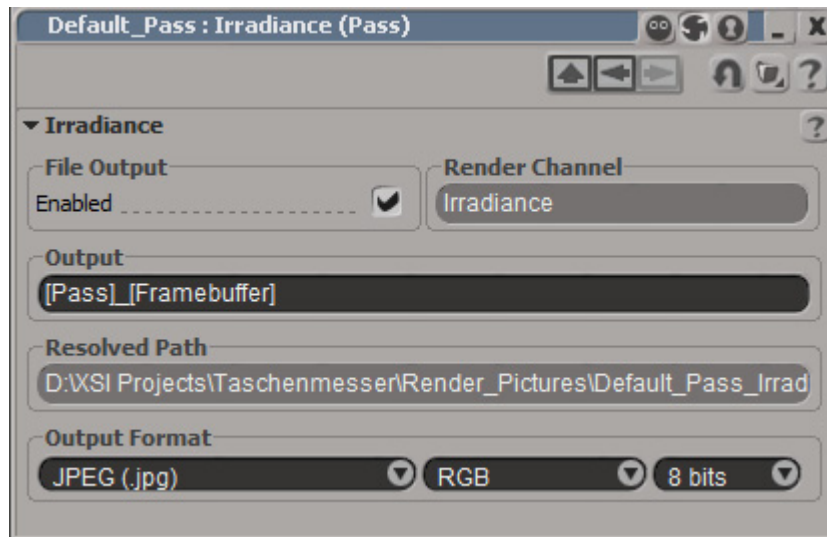 Default_Pass : Irradiance (Pass)
Irradiance
File Output
Enabled
Render Channel
Irradiance
Output
[Pass]_[Framebuffer]
Resolved Path
D:\XSI Projects\Taschenmesser\Render_Pictures\Default_Pass_Irrad
Output Format
JPEG (.jpg) RGB 8 bits